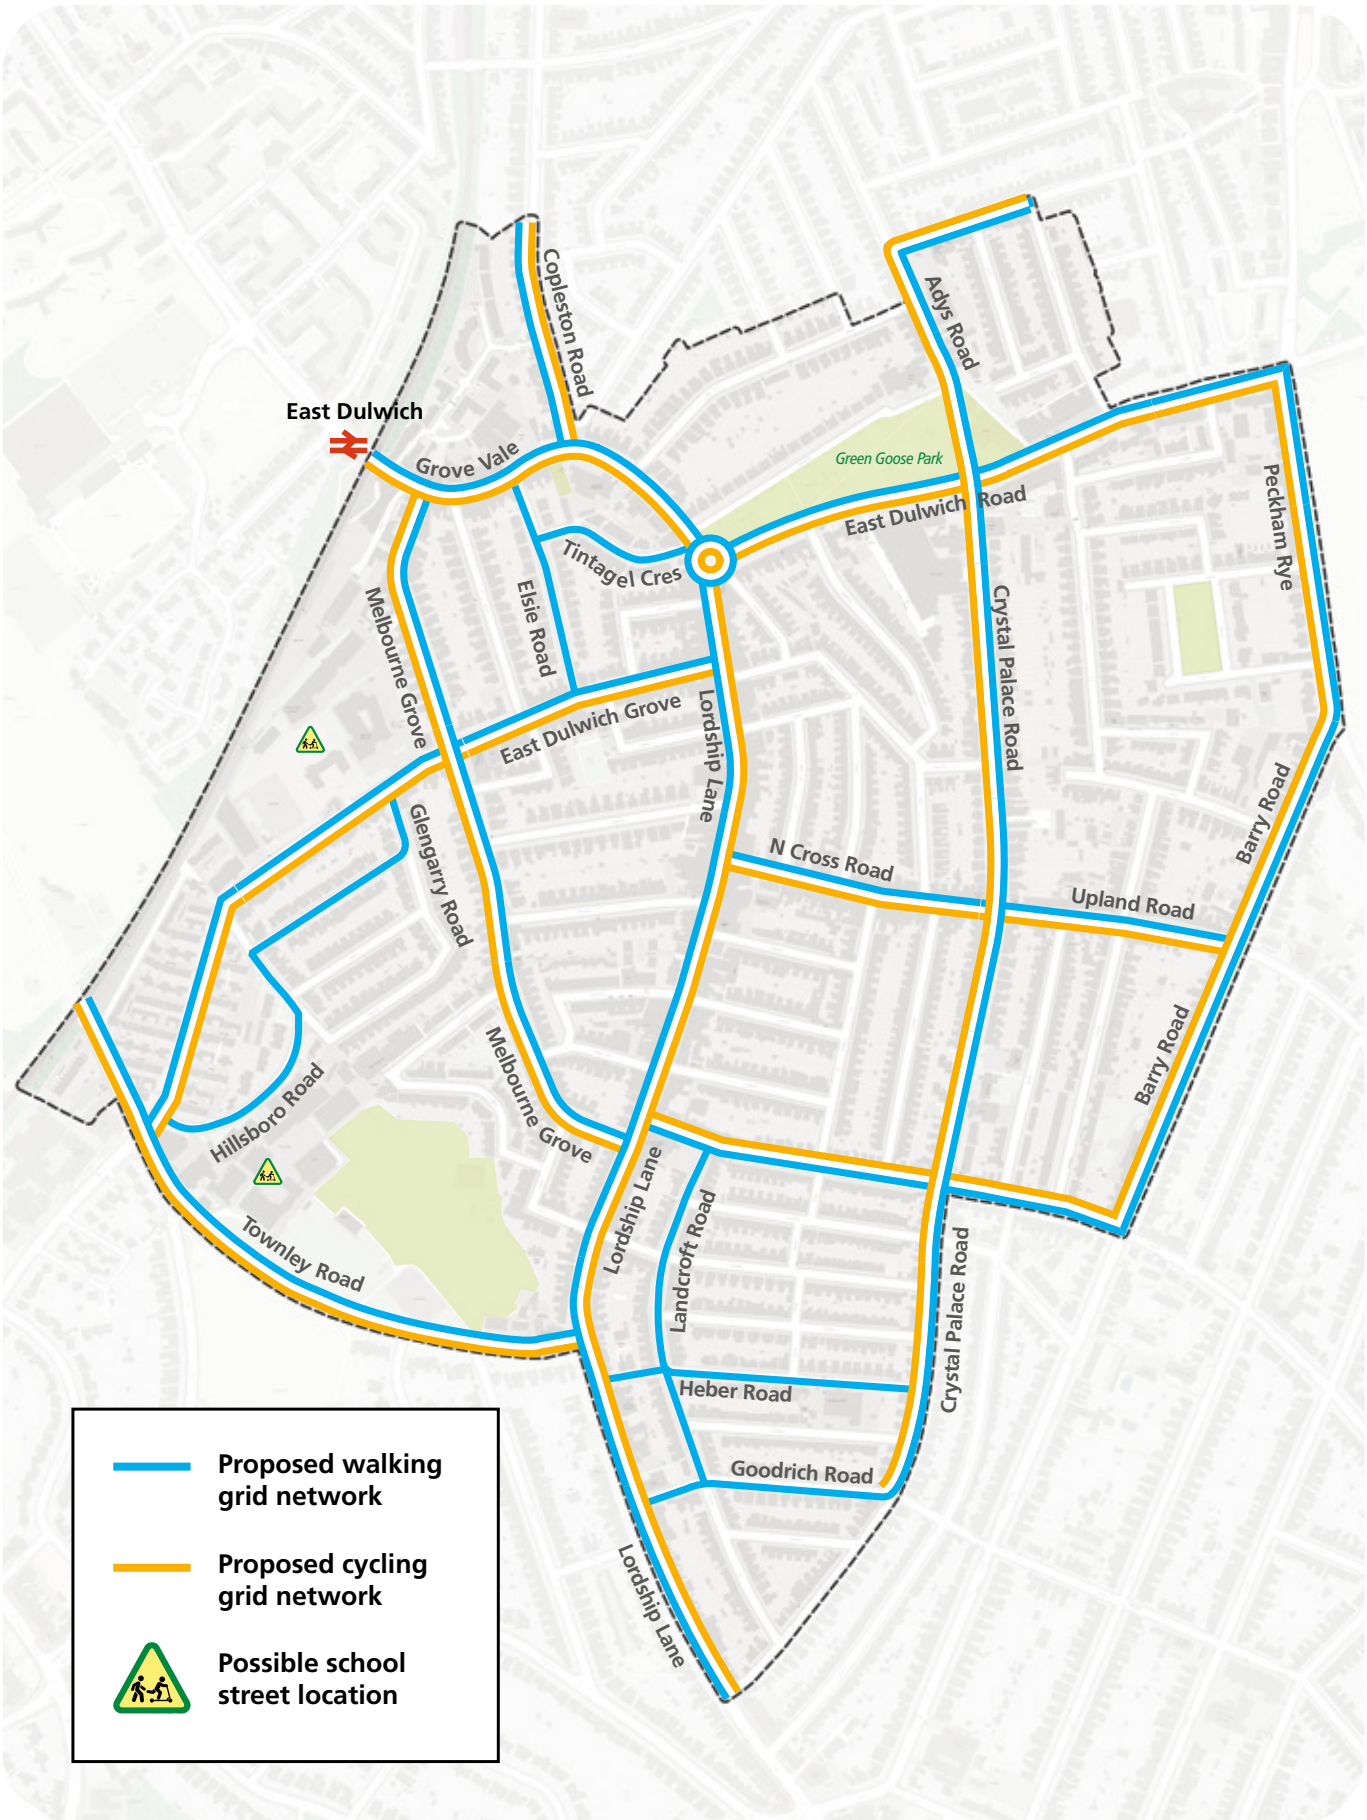 Copleston Road
Adys Road
East Dulwich
Grove Vale
Green Goose Park
East Dulwich Road
Peckham Rye
Tintagel Cres
Elsie Road
Melbourne Grove
Crystal Palace Road
East Dulwich Grove
Lordship Lane
Barry Road
Glengarry Road
N Cross Road
Upland Road
Barry Road
Melbourne Grove
Hillsboro Road
Lordship Lane
Landcroft Road
Townley Road
Crystal Palace Road
Heber Road
Goodrich Road
Lordship Lane
Proposed walking
grid network
Proposed cycling
grid network
Possible school
street location